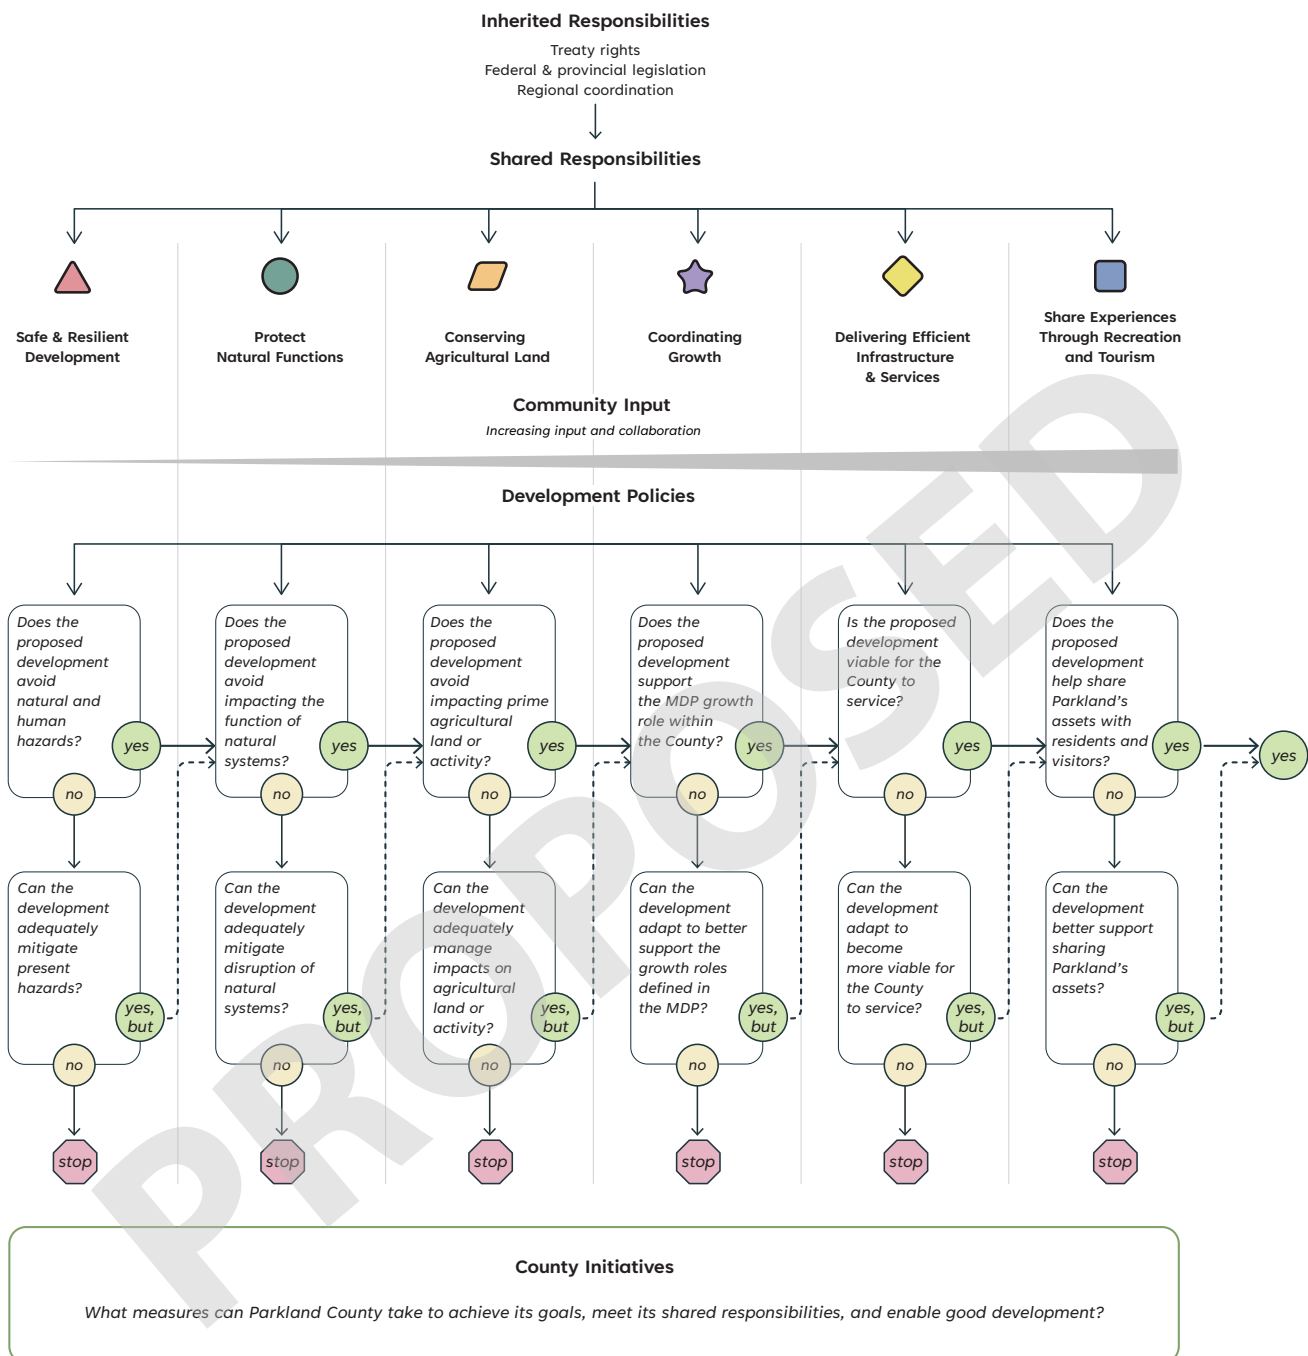 Inherited Responsibilities
Treaty rights
Federal & provincial legislation
Regional coordination
Shared Responsibilities
Safe & Resilient
Development
Protect
Natural Functions
Conserving
Agricultural Land
Coordinating
Growth
Delivering Efficient
Infrastructure
& Services
Share Experiences
Through Recreation
and Tourism
Community Input
Increasing input and collaboration
Development Policies
Does the
proposed
development
avoid
natural and
human
hazards?
yes
no
Does the
proposed
development
avoid
impacting the
function of
natural
systems?
yes
no
Does the
proposed
development
avoid
impacting prime
agricultural
land or
activity?
yes
no
Does the
proposed
development
support
the MDP growth
role within
the County?
yes
no
Is the proposed
development
viable for the
County to
service?
yes
no
Does the
proposed
development
help share
Parkland's
assets with
residents and
visitors?
yes
no
yes
Can the
development
adequately
mitigate
present
hazards?
yes,
but
no
stop
Can the
development
adequately
mitigate
disruption of
natural
systems?
yes,
but
no
stop
Can the
development
adequately
manage
impacts on
agricultural
land or
activity?
yes,
but
no
stop
Can the
development
adapt to better
support the
growth roles
defined in
the MDP?
yes,
but
no
stop
Can the
development
adapt to
become
more viable for
the County
to service?
yes,
but
no
stop
Can the
development
better support
sharing
Parkland's
assets?
yes,
but
no
stop
County Initiatives
What measures can Parkland County take to achieve its goals, meet its shared responsibilities, and enable good development?
PROPOSED